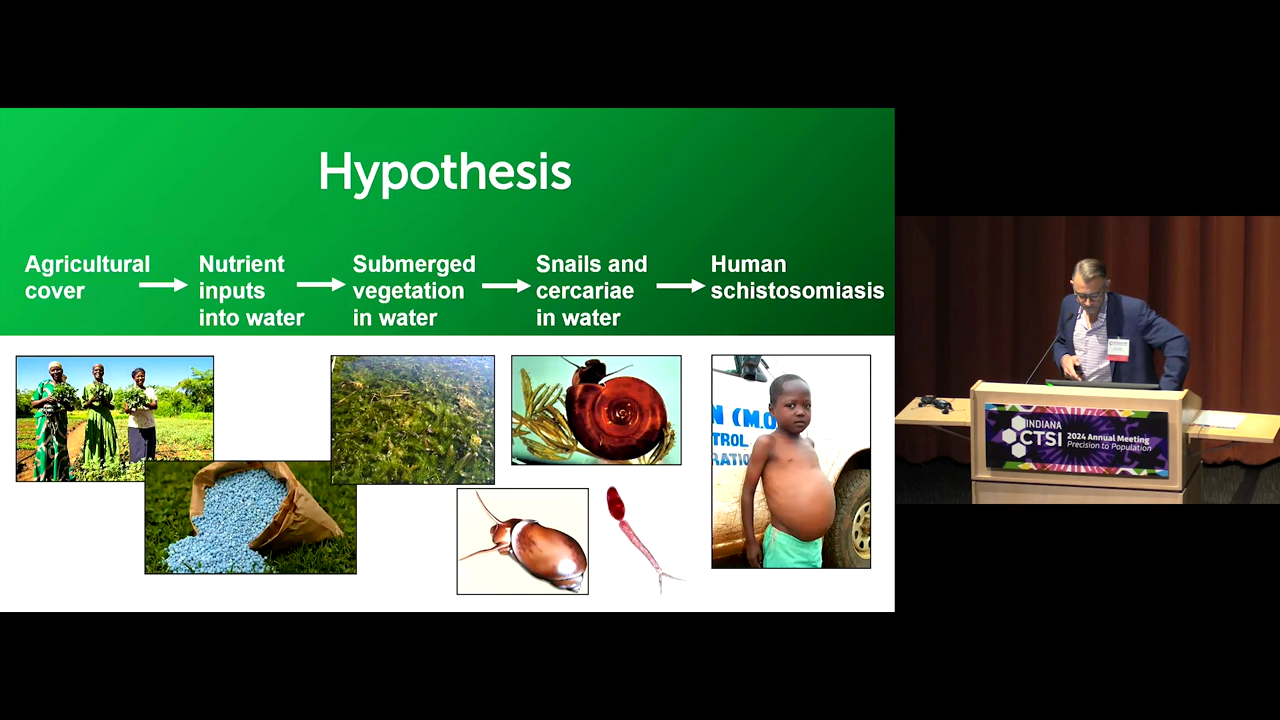 Hypothesis
Agricultural
cover
Nutrient
inputs
into water
Submerged
vegetation
in water
Snails and
cercariae
in water
Human
schistosomiasis
N (M.O
TROL
RATIO
INDIANA
CTSI
2024 Annual Meeting
Precision to Population